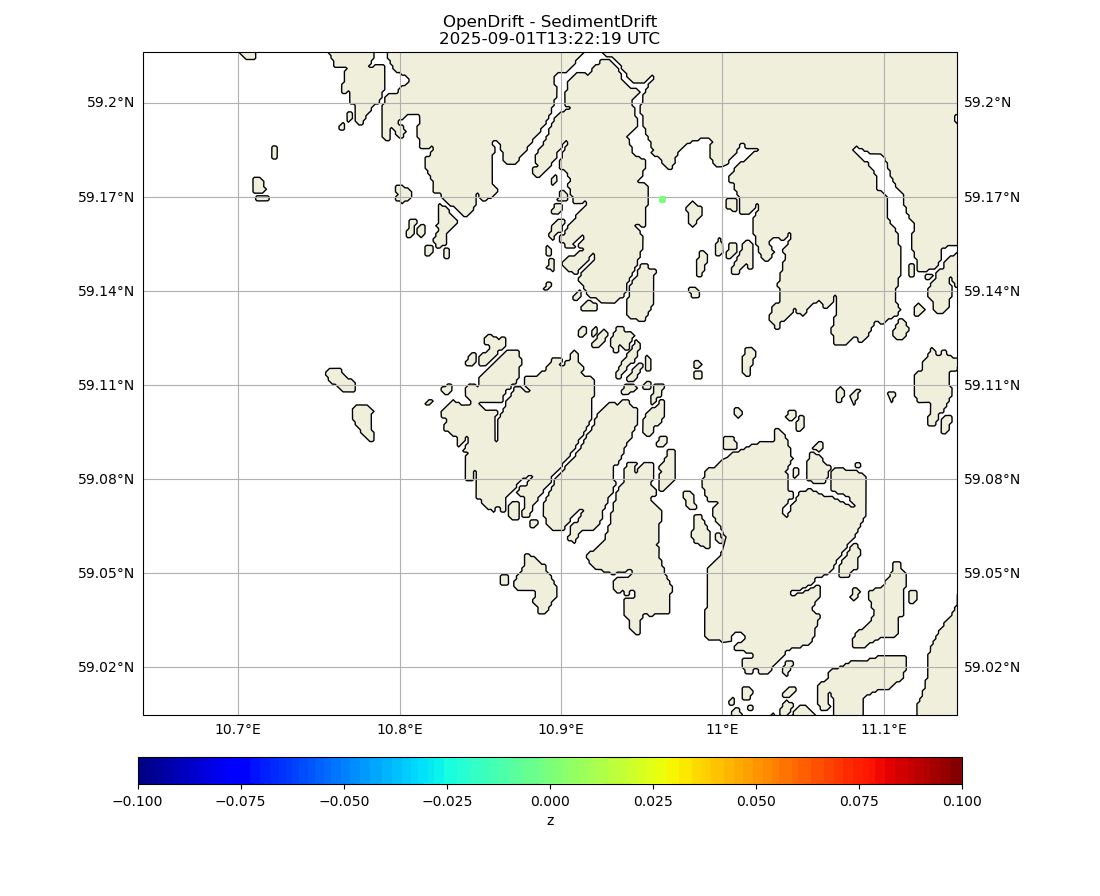 OpenDrift - SedimentDrift
2025-09-01T13:22:19 UTC
59.2°N 59.2°N
59.17°N 59.17°N
59.14°N 59.14°N
59.11°N 59.11°N
59.08°N 59.08°N
59.05°N 59.05°N
59.02°N 59.02°N
10.7°E 10.8°E 10.9°E 11°E 11.1°E
−0.100 −0.075 −0.050 −0.025 0.000 0.025 0.050 0.075 0.100
z